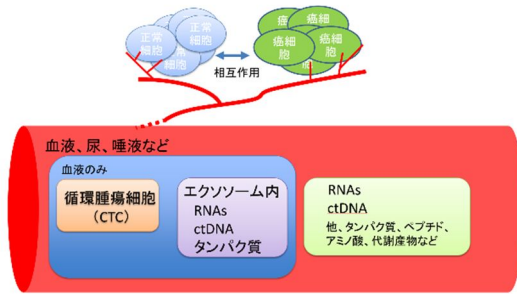 正常
細胞
正常
細胞
常
細胞
癌
癌細
癌細
胞
癌細
胞
相互作用
血液、尿、唾液など
血液のみ
循環腫瘍細胞
（CTC）
エクソソーム内
RNAs
ctDNA
タンパク質
RNAs
ctDNA
他、タンパク質、ペプチド、
アミノ酸、代謝産物など